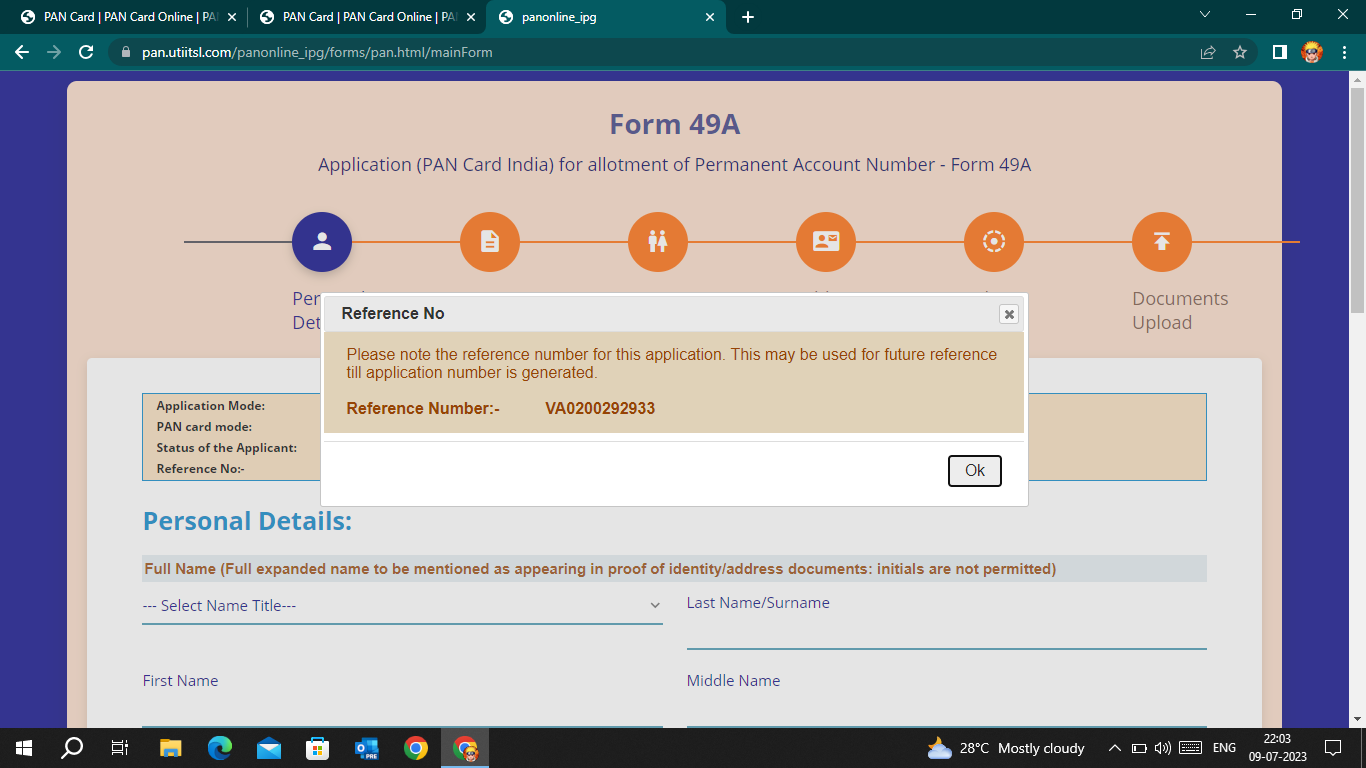 PAN Card | PAN Card Online | PA
PAN Card | PAN Card Online | PA
panonline_ipg
pan.utiitsl.com/panonline_ipg/forms/pan.html/mainForm
Form 49A
Application (PAN Card India) for allotment of Permanent Account Number - Form 49A
Per
Det
Documents
Upload
Reference No
Please note the reference number for this application. This may be used for future reference
till application number is generated.
Reference Number:- VA0200292933
Ok
Application Mode:
PAN card mode:
Status of the Applicant:
Reference No:-
Personal Details:
Full Name (Full expanded name to be mentioned as appearing in proof of identity/address documents: initials are not permitted)
--- Select Name Title---
Last Name/Surname
First Name
Middle Name
PRE
28°C Mostly cloudy
ENG
22:03
09-07-2023